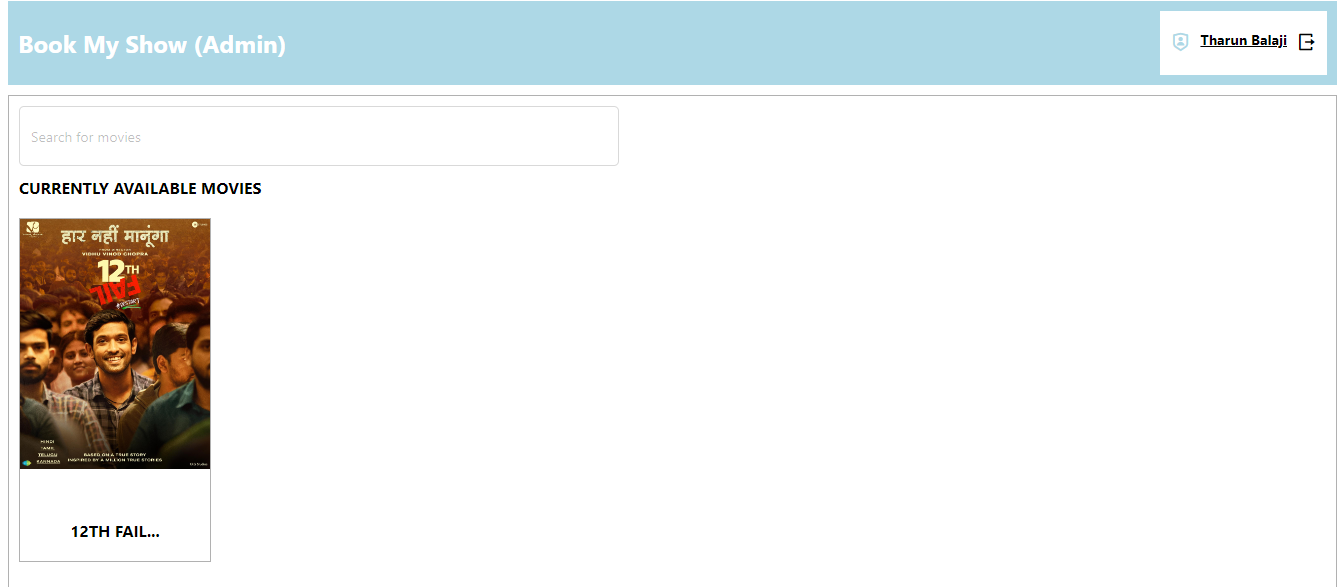 Book My Show (Admin)
Tharun Balaji
Search for movies
CURRENTLY AVAILABLE MOVIES
हार नहीं मानूंगा
VIDHU VINOD CHOPRA
12TH
FAIL
HINDI
TAMIL
TELUGU
KANNADA
BASED ON A TRUE STORY
INSPIRED BY A MILLION TRUE STORIES
12TH FAIL...